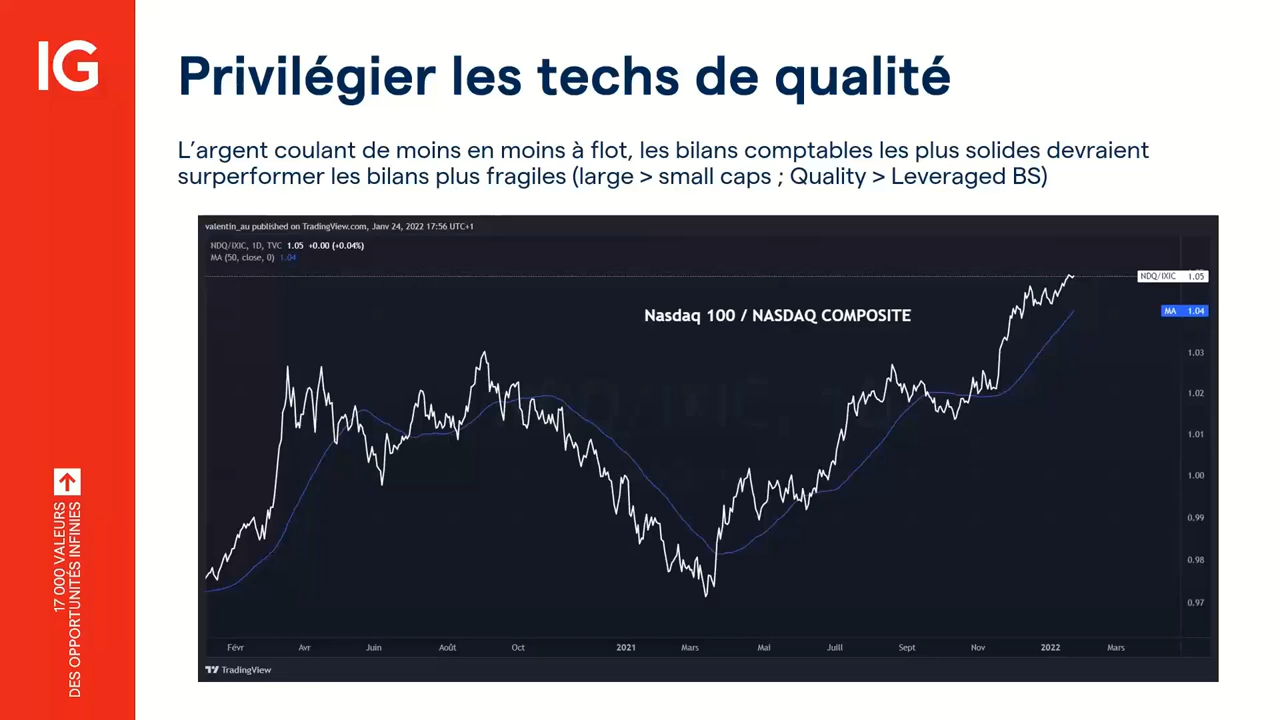 IG
Privilégier les techs de qualité
L’argent coulant de moins en moins à flot, les bilans comptables les plus solides devraient
surperformer les bilans plus fragiles (large > small caps ; Quality > Leveraged BS)
valentin_au published on TradingView.com, Janv 24, 2022 17:56 UTC+1
NDQ/IXIC, 1D, TVC 1.05 +0.00 (+0.04%)
MA (50, close, 0) 1.04
NDQ/IXIC 1.05
MA 1.04
Nasdaq 100 / NASDAQ COMPOSITE
1.03
1.02
1.01
1.00
0.99
0.98
0.97
Févr Avr Juin Août Oct 2021 Mars Mai Juill Sept Nov 2022 Mars
TradingView
17 000 VALEURS
DES OPPORTUNITÉS INFINIES